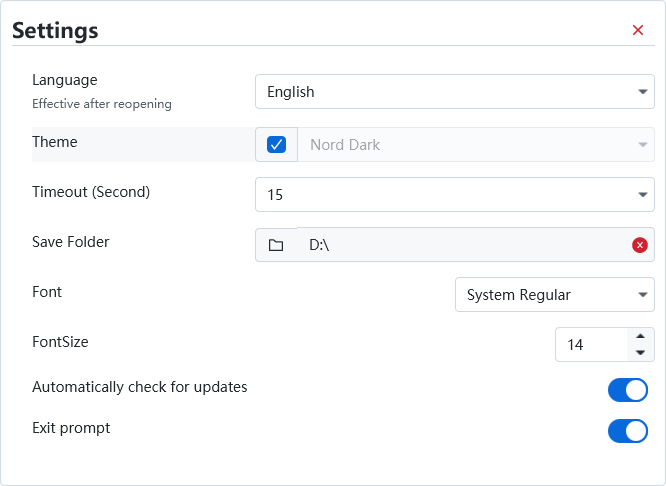 Settings
Language
Effective after reopening
English
Theme
Nord Dark
Timeout (Second)
15
Save Folder
D:\
Font
System Regular
FontSize
14
Automatically check for updates
Exit prompt